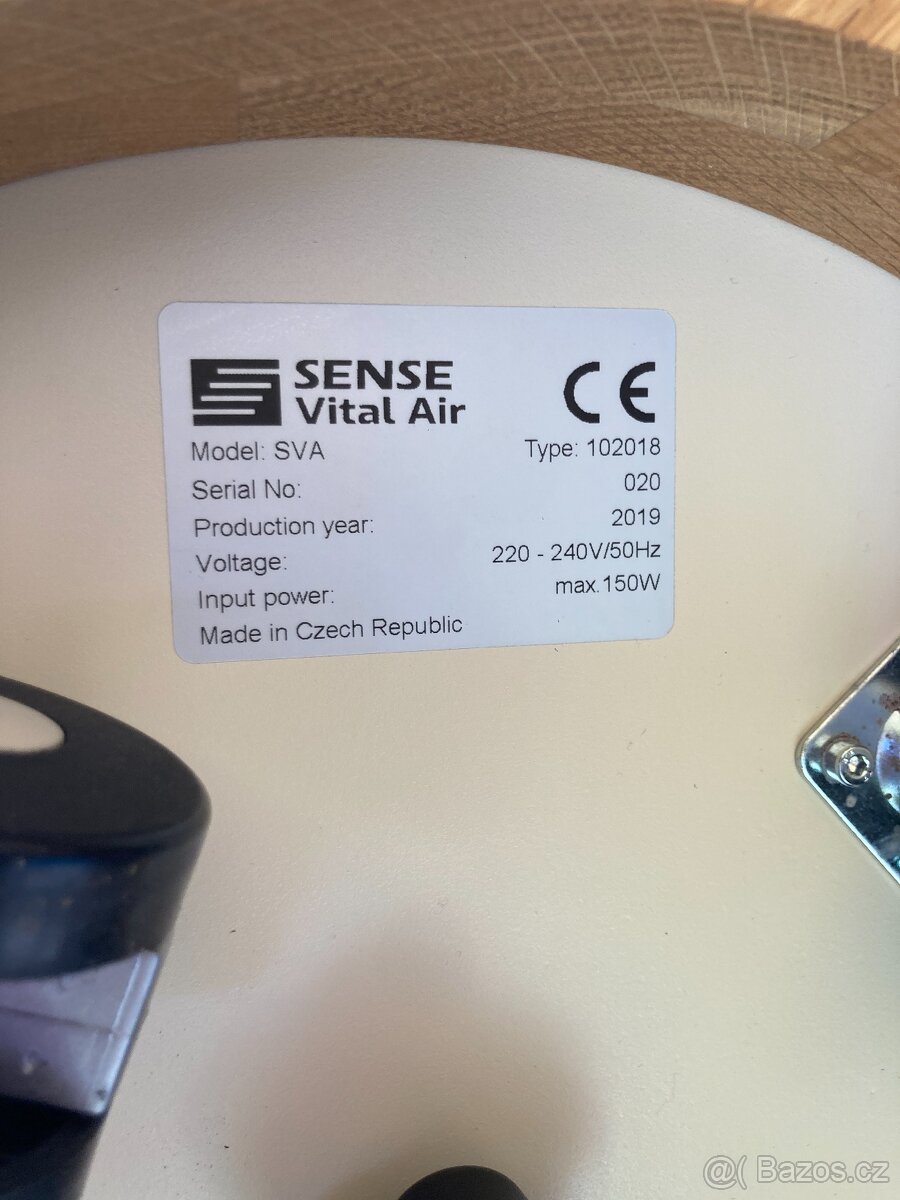 SENSE
Vital Air
CE
Model: SVA Type: 102018
Serial No: 020
Production year: 2019
Voltage: 220 - 240V/50Hz
Input power: max.150W
Made in Czech Republic
@( Bazos.cz